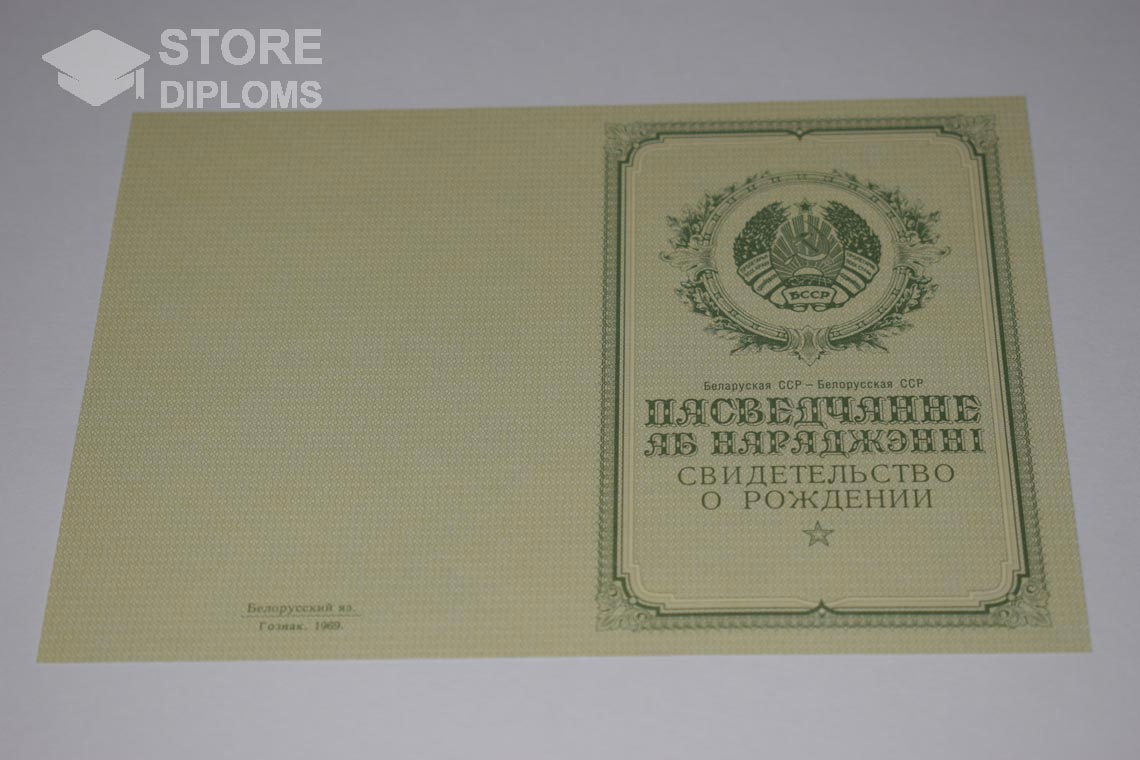 STORE
DIPLOMS
БССР
Беларуская ССР – Белорусская ССР
ПАСВЕДЧАННЕ
АБ НАРАДЖЭННІ
СВИДЕТЕЛЬСТВО
О РОЖДЕНИИ
Белорусский яз.
Гознак. 1969.